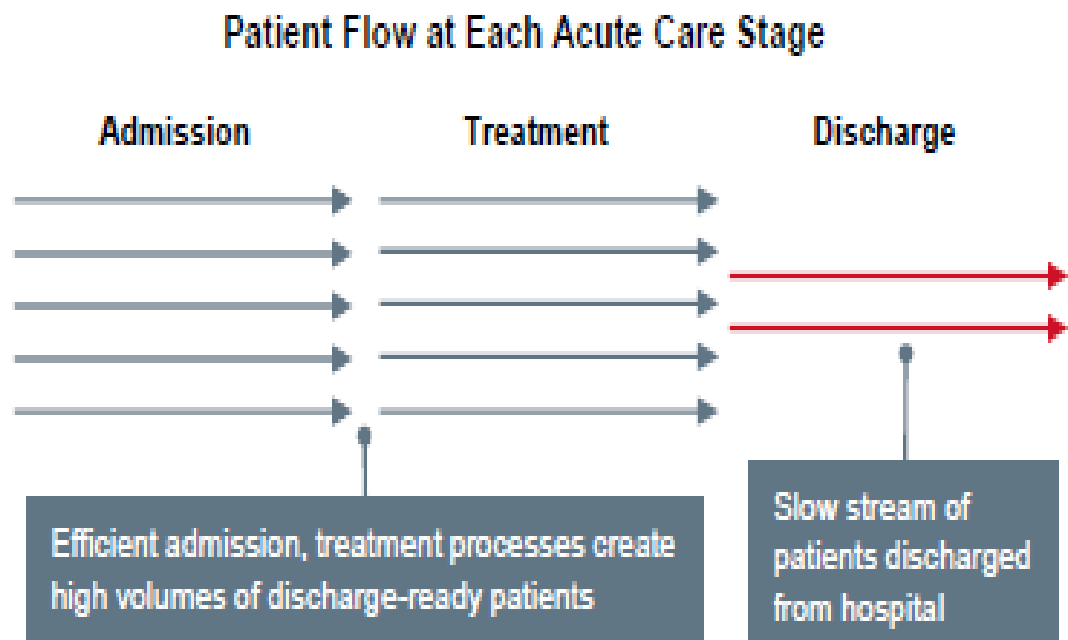 Patient Flow at Each Acute Care Stage
Admission
Treatment
Discharge
Efficient admission, treatment processes create
high volumes of discharge-ready patients
Slow stream of
patients discharged
from hospital